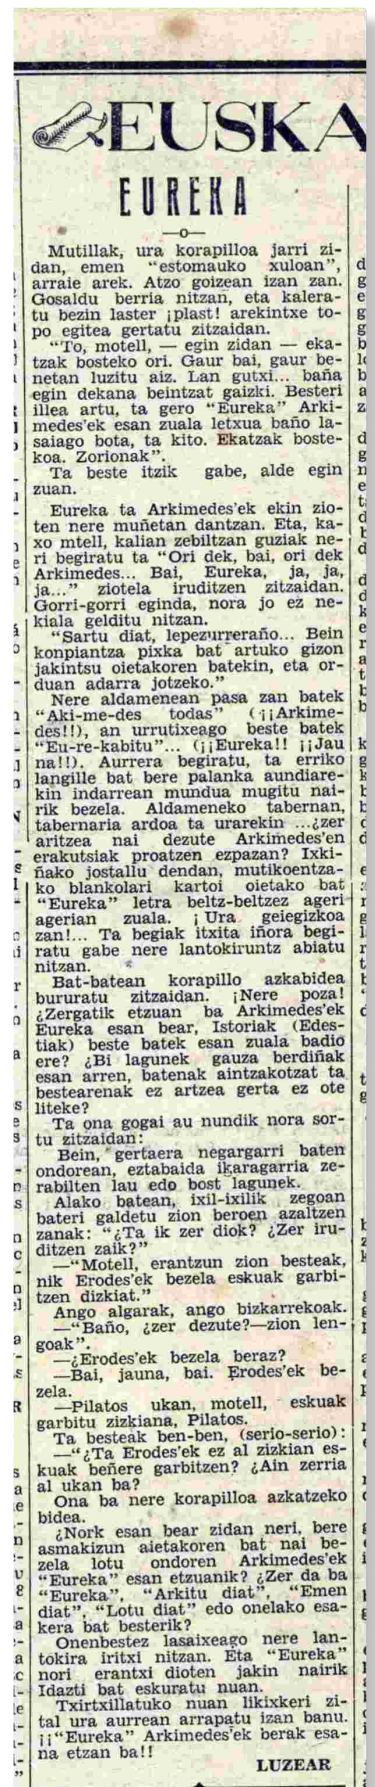 EUSKA
EUREKA
—o—
Mutillak, ura korapilloa jarri zi-
dan, emen "estomauko xuloan",
arraie arek. Atzo goizean izan zan.
Gosaldu berria nitzan, eta kalera-
tu bezin laster ¡plast! arekintxe to-
po egitea gertatu zitzaidan.
"To, motell, — egin zidan — eka-
tzak bosteko ori. Gaur bai, gaur be-
netan luzitu aiz. Lan gutxi... baña
egin dekana beintzat gaizki. Besteri
illea artu, ta gero "Eureka" Arki-
medes'ek esan zuala letxua baño la-
saiago bota, ta kito. Ekatzak boste-
koa. Zorionak".
Ta beste itzik gabe, alde egin
zuan.
Eureka ta Arkimedes'ek ekin zio-
ten nere muñetan dantzan. Eta, ka-
xo mtell, kalian zebiltzan guziak ne-
ri begiratu ta "Ori dek, bai, ori dek
Arkimedes... Bai, Eureka, ja, ja,
ja..." ziotela iruditzen zitzaidan.
Gorri-gorri eginda, nora jo ez ne-
kiala gelditu nitzan.
"Sartu diat, lepezurreraño... Bein
konpiantza pixka bat artuko gizon
jakintsu oietakoren batekin, eta or-
duan adarra jotzeko."
Nere aldamenean pasa zan batek
"Aki-me-des todas" (¡¡Arkime-
des!!), an urrutixeago beste batek
"Eu-re-kabitu"... (¡¡Eureka!! ¡¡Jau
na!!). Aurrera begiratu, ta erriko
langille bat bere palanka aundiare-
kin indarrean mundua mugitu nai-
rik bezela. Aldameneko tabernan,
tabernaria ardoa ta urarekin ...¿zer
aritzea nai dezute Arkimedes'en
erakutsiak proatzen ezpazan? Ixki-
ñako jostallu dendan, mutikoentza-
ko blankolari kartoi oietako bat
"Eureka" letra beltz-beltzez ageri
agerian zuala. ¡Ura geiegizkoa
zan!... Ta begiak itxita iñora begi-
ratu gabe nere lantokiruntz abiatu
nitzan.
Bat-batean korapillo azkabidea
bururatu zitzaidan. ¡Nere poza!
¿Zergatik etzuan ba Arkimedes'ek
Eureka esan bear, Istoriak (Edes-
tiak) beste batek esan zuala badio
ere? ¿Bi lagunek gauza berdiñak
esan arren, batenak aintzakotzat ta
bestearenak ez artzea gerta ez ote
liteke?
Ta ona gogai au nundik nora sor-
tu zitzaidan:
Bein, gertaera negargarri baten
ondorean, eztabaida ikaragarria ze-
rabilten lau edo bost lagunek.
Alako batean, ixil-ixilik zegoan
bateri galdetu zion beroen azaltzen
zanak: "¿Ta ik zer diok? ¿Zer iru-
ditzen zaik?"
—"Motell, erantzun zion besteak,
nik Erodes'ek bezela eskuak garbi-
tzen dizkiat."
Ango algarak, ango bizkarrekoak.
—"Baño, ¿zer dezute?—zion len-
goak".
—¿Erodes'ek bezela beraz?
—Bai, jauna, bai. Erodes'ek be-
zela.
—Pilatos ukan, motell, eskuak
garbitu zizkiana, Pilatos.
Ta besteak ben-ben, (serio-serio):
—"¿Ta Erodes'ek ez al zizkian es-
kuak beñere garbitzen? ¿Ain zerria
al ukan ba?
Ona ba nere korapilloa azkatzeko
bidea.
¿Nork esan bear zidan neri, bere
asmakizun aietakoren bat nai be-
zela lotu ondoren Arkimedes'ek
"Eureka" esan etzuanik? ¿Zer da ba
"Eureka", "Arkitu diat", "Emen
diat", "Lotu diat" edo onelako esa-
kera bat besterik?
Onenbestez lasaixeago nere lan-
tokira iritxi nitzan. Eta "Eureka"
nori erantxi dioten jakin nairik
Idazti bat eskuratu nuan.
Txirtxillatuko nuan likixkeri zi-
tal ura aurrean arrapatu izan banu.
¡¡"Eureka" Arkimedes'ek berak esa-
na etzan ba!!
LUZEAR